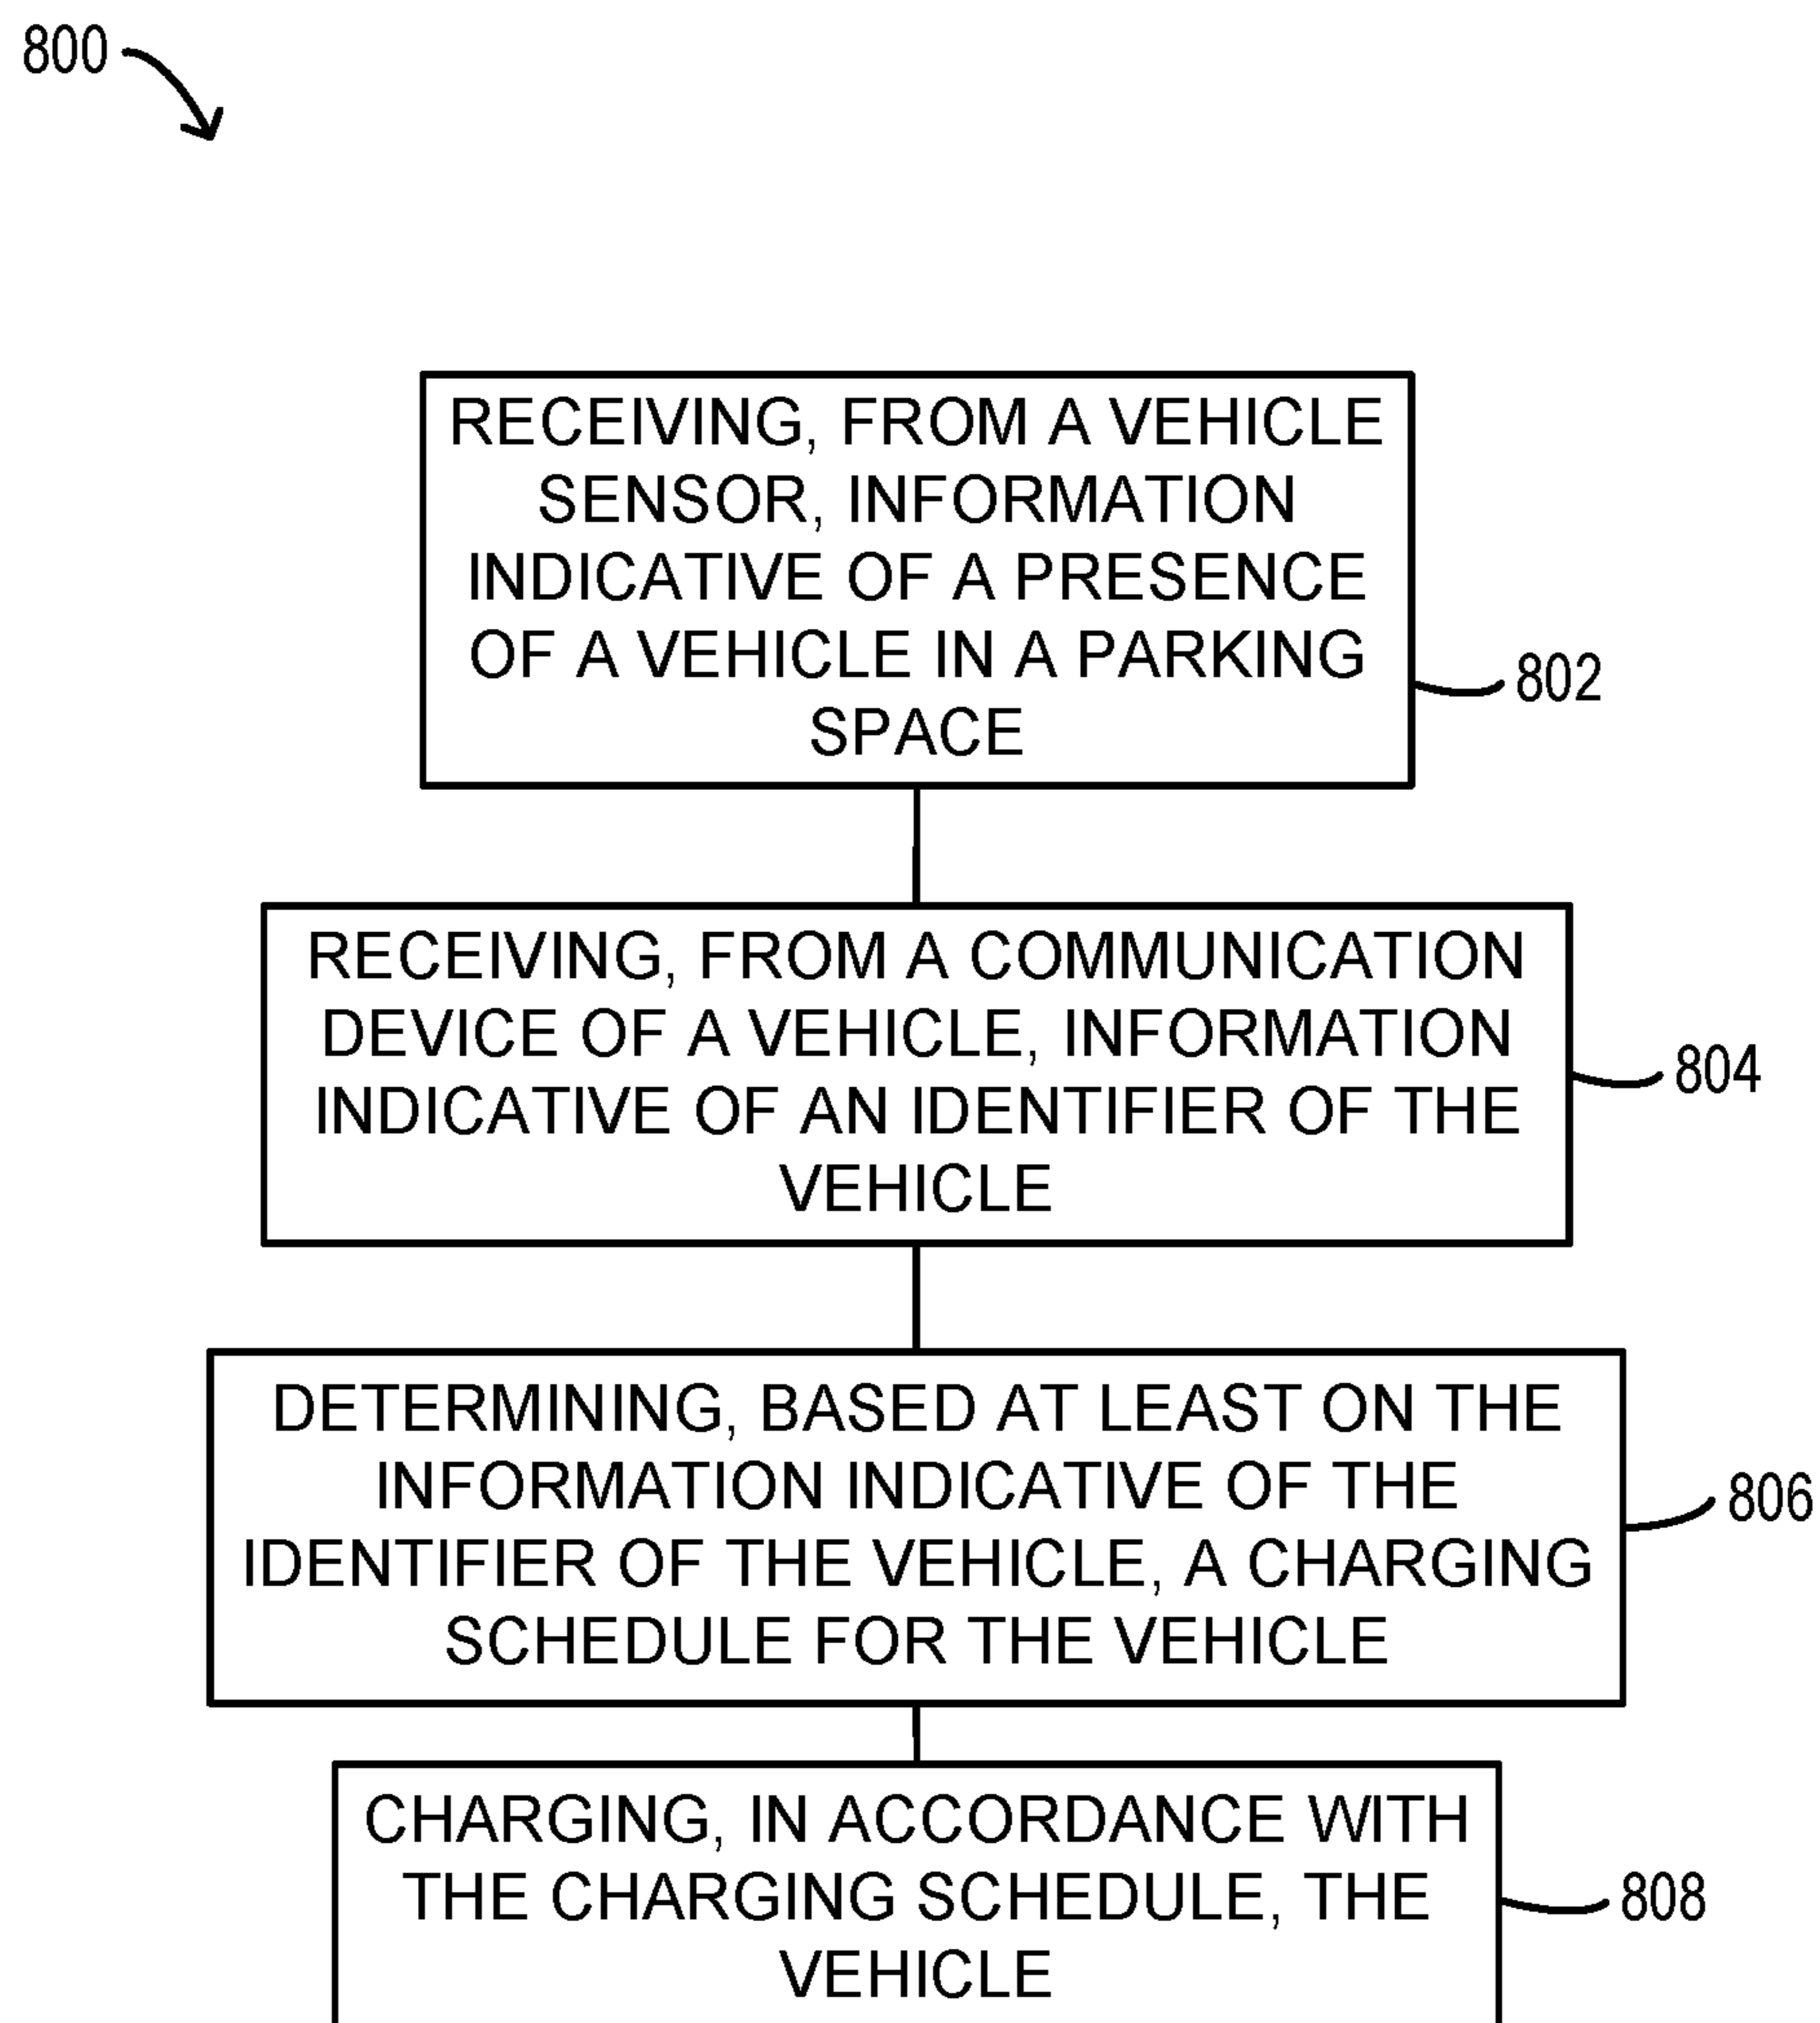 800
RECEIVING, FROM A VEHICLE
SENSOR, INFORMATION
INDICATIVE OF A PRESENCE
OF A VEHICLE IN A PARKING
SPACE
802
RECEIVING, FROM A COMMUNICATION
DEVICE OF A VEHICLE, INFORMATION
INDICATIVE OF AN IDENTIFIER OF THE
VEHICLE
804
DETERMINING, BASED AT LEAST ON THE
INFORMATION INDICATIVE OF THE
IDENTIFIER OF THE VEHICLE, A CHARGING
SCHEDULE FOR THE VEHICLE
806
CHARGING, IN ACCORDANCE WITH
THE CHARGING SCHEDULE, THE
VEHICLE
808